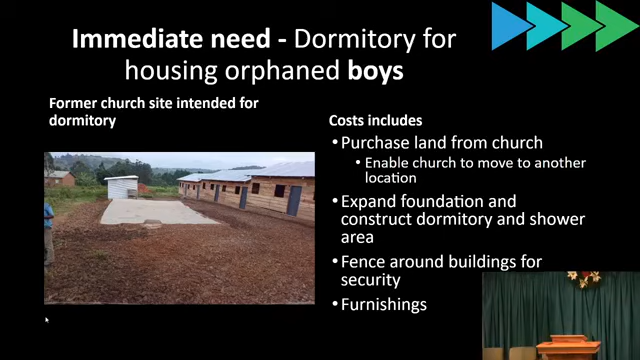 Immediate need - Dormitory for
housing orphaned boys
Former church site intended for
dormitory
Costs includes
• Purchase land from church
• Enable church to move to another
location
• Expand foundation and
construct dormitory and shower
area
• Fence around buildings for
security
• Furnishings